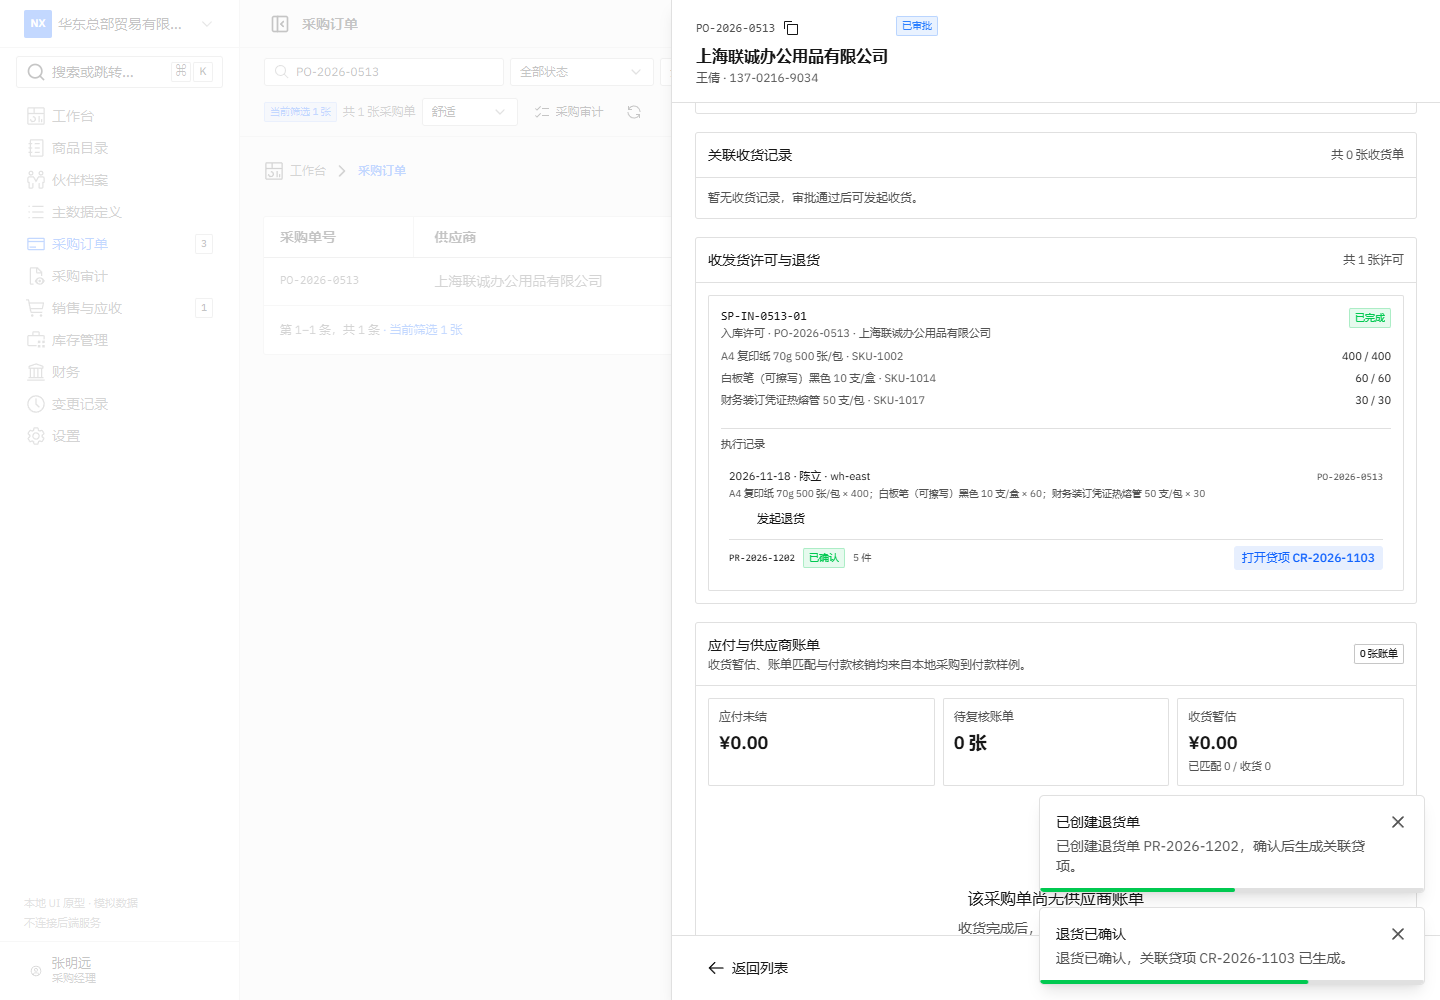 NX
华东总部贸易有限...
搜索或跳转...
⌘ K
工作台
商品目录
伙伴档案
主数据定义
采购订单
3
采购审计
销售与应收
1
库存管理
财务
变更记录
设置
本地 UI 原型 · 模拟数据
不连接后端服务
张明远
采购经理
采购订单
PO-2026-0513
全部状态
当前筛选 1 张
共 1 张采购单
舒适
采购审计
工作台
采购订单
采购单号
供应商
PO-2026-0513
上海联诚办公用品有限公司
第 1–1 条，共 1 条 · 当前筛选 1 张
PO-2026-0513
已审批
上海联诚办公用品有限公司
王倩 · 137-0216-9034
关联收货记录
共 0 张收货单
暂无收货记录，审批通过后可发起收货。
收发货许可与退货
共 1 张许可
SP-IN-0513-01
已完成
入库许可 · PO-2026-0513 · 上海联诚办公用品有限公司
A4 复印纸 70g 500 张/包 · SKU-1002
400 / 400
白板笔（可擦写）黑色 10 支/盒 · SKU-1014
60 / 60
财务装订凭证热熔管 50 支/包 · SKU-1017
30 / 30
执行记录
2026-11-18 · 陈立 · wh-east
PO-2026-0513
A4 复印纸 70g 500 张/包 × 400；白板笔（可擦写）黑色 10 支/盒 × 60；财务装订凭证热熔管 50 支/包 × 30
发起退货
PR-2026-1202
已确认
5 件
打开贷项 CR-2026-1103
应付与供应商账单
收货暂估、账单匹配与付款核销均来自本地采购到付款样例。
0 张账单
应付未结
¥0.00
待复核账单
0 张
收货暂估
¥0.00
已匹配 0 / 收货 0
该采购单尚无供应商账单
收货完成后，
返回列表
已创建退货单
已创建退货单 PR-2026-1202，确认后生成关联贷
项。
退货已确认
退货已确认，关联贷项 CR-2026-1103 已生成。